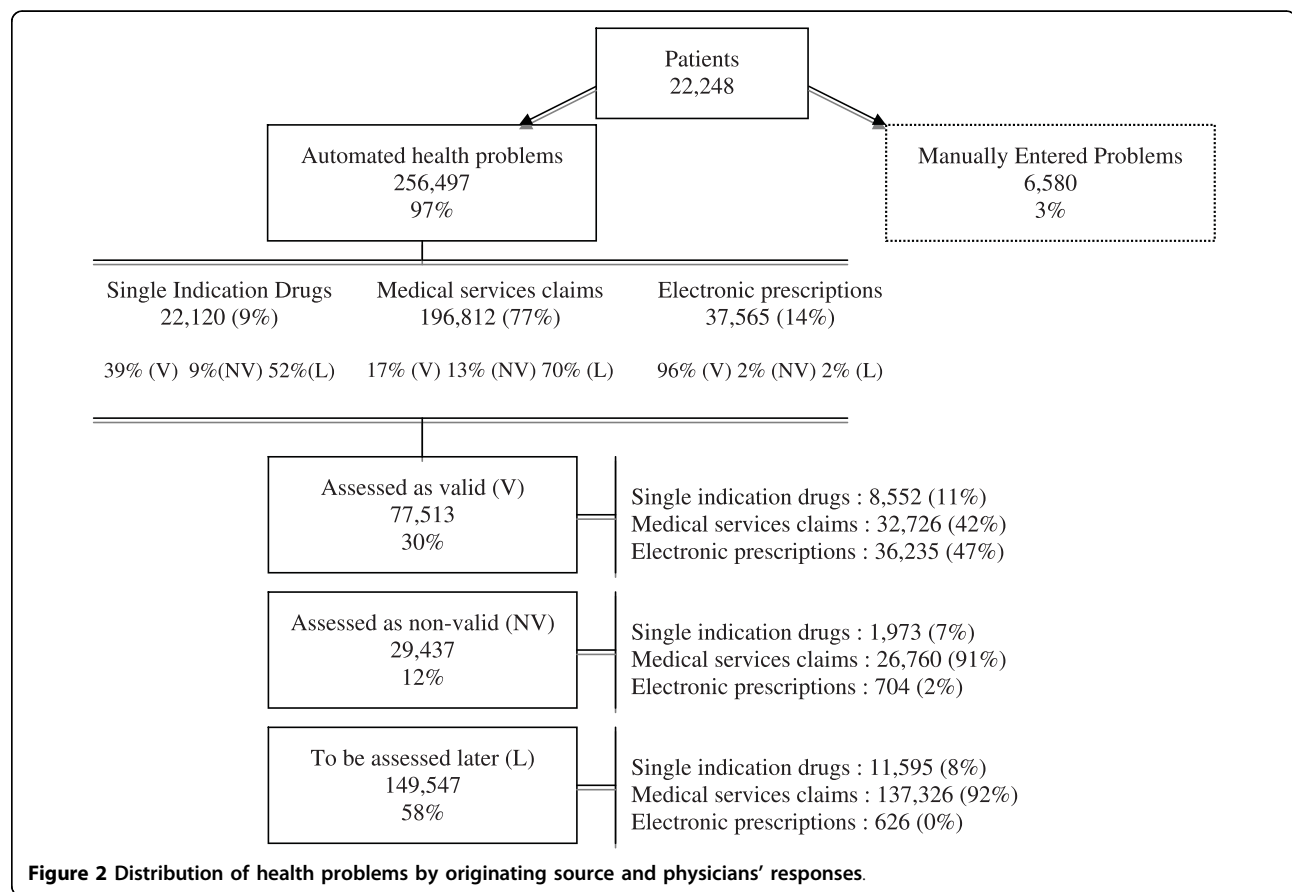 Patients
22,248
Automated health problems
256,497
97%
Manually Entered Problems
6,580
3%
Single Indication Drugs
22,120 (9%)
Medical services claims
196,812 (77%)
Electronic prescriptions
37,565 (14%)
39% (V) 9%(NV) 52%(L)
17% (V) 13% (NV) 70% (L)
96% (V) 2% (NV) 2% (L)
Assessed as valid (V)
77,513
30%
Single indication drugs : 8,552 (11%)
Medical services claims : 32,726 (42%)
Electronic prescriptions : 36,235 (47%)
Assessed as non-valid (NV)
29,437
12%
Single indication drugs : 1,973 (7%)
Medical services claims : 26,760 (91%)
Electronic prescriptions : 704 (2%)
To be assessed later (L)
149,547
58%
Single indication drugs : 11,595 (8%)
Medical services claims : 137,326 (92%)
Electronic prescriptions : 626 (0%)
Figure 2 Distribution of health problems by originating source and physicians' responses.